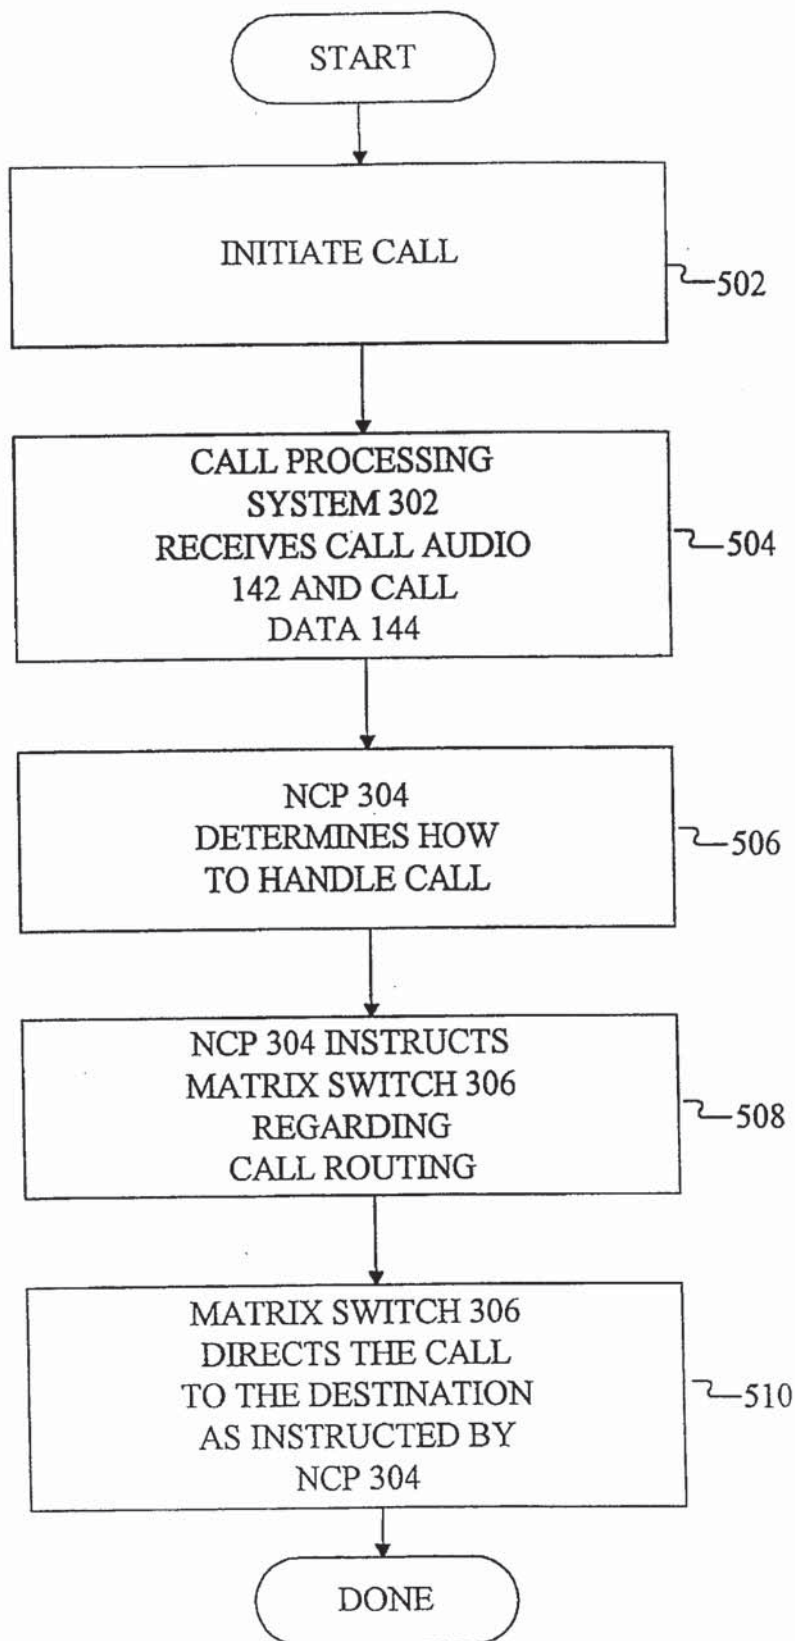 START
INITIATE CALL
502
CALL PROCESSING
SYSTEM 302
RECEIVES CALL AUDIO
142 AND CALL
DATA 144
504
NCP 304
DETERMINES HOW
TO HANDLE CALL
506
NCP 304 INSTRUCTS
MATRIX SWITCH 306
REGARDING
CALL ROUTING
508
MATRIX SWITCH 306
DIRECTS THE CALL
TO THE DESTINATION
AS INSTRUCTED BY
NCP 304
510
DONE